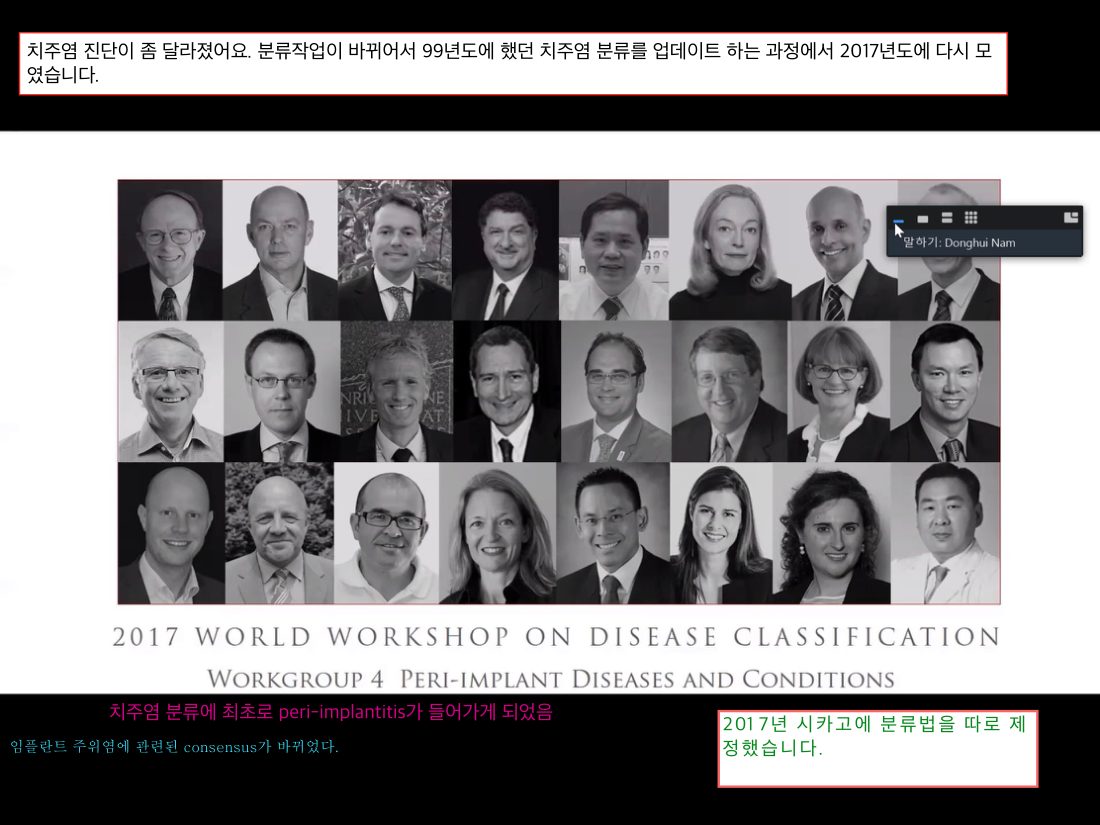 치주염 진단이 좀 달라졌어요. 분류작업이 바뀌어서 99년도에 했던 치주염 분류를 업데이트 하는 과정에서 2017년도에 다시 모
였습니다.
말하기: Donghui Nam
2017 WORLD WORKSHOP ON DISEASE CLASSIFICATION
WORKGROUP 4 PERI-IMPLANT DISEASES AND CONDITIONS
치주염 분류에 최초로 peri-implantitis가 들어가게 되었음
임플란트 주위염에 관련된 consensus가 바뀌었다.
2017년 시카고에 분류법을 따로 제
정했습니다.